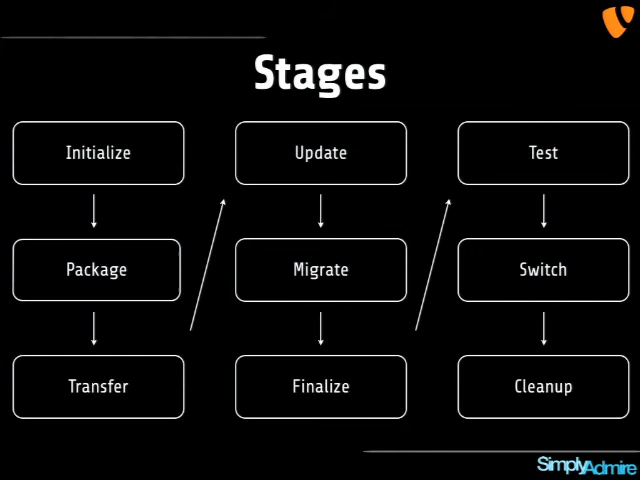 Stages
Initialize
Package
Transfer
Update
Migrate
Finalize
Test
Switch
Cleanup
SimplyAdmire